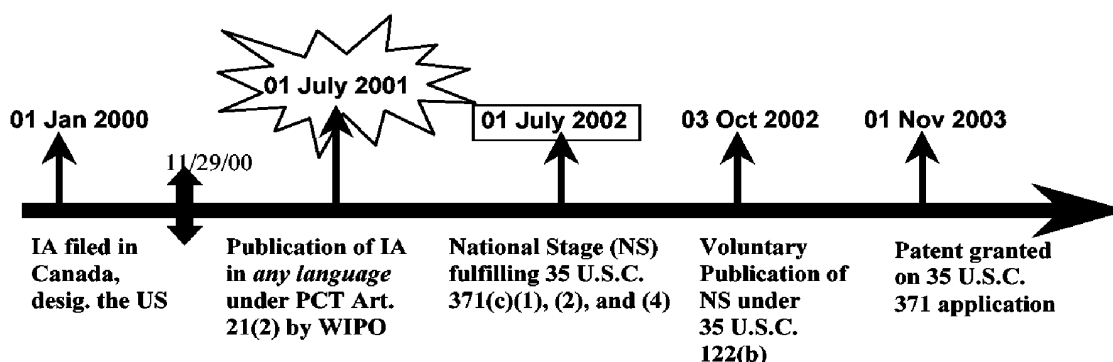 01 July 2001
01 Jan 2000
01 July 2002
03 Oct 2002
01 Nov 2003
11/29/00
IA filed in
Canada,
desig. the US
Publication of IA
in any language
under PCT Art.
21(2) by WIPO
National Stage (NS)
fulfilling 35 U.S.C.
371(c)(1), (2), and (4)
Voluntary
Publication of
NS under
35 U.S.C.
122(b)
Patent granted
on 35 U.S.C.
371 application